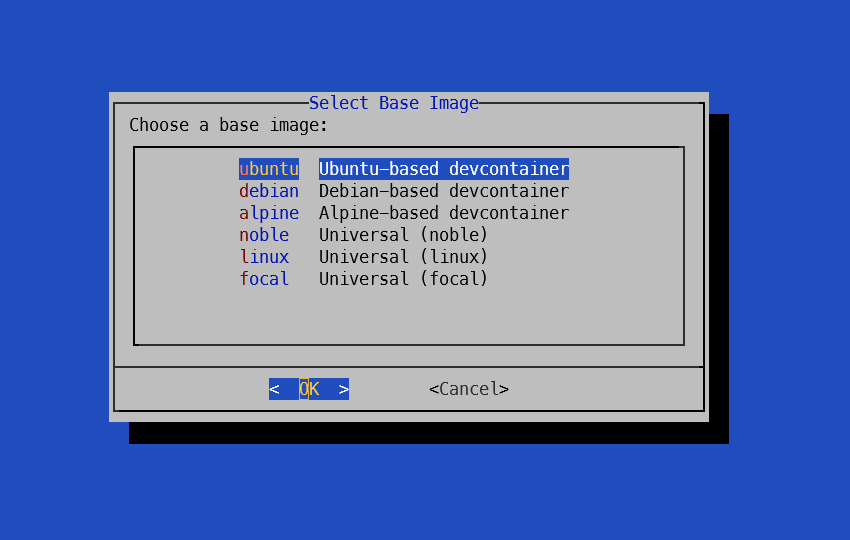 Select Base Image
Choose a base image:
ubuntu Ubuntu-based devcontainer
debian Debian-based devcontainer
alpine Alpine-based devcontainer
noble Universal (noble)
linux Universal (linux)
focal Universal (focal)
< OK > <Cancel>